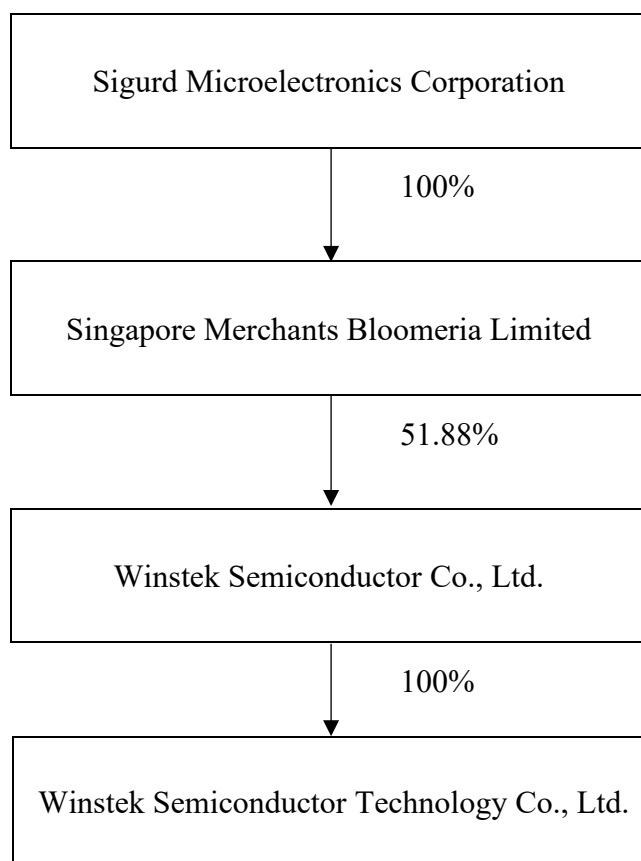 Sigurd Microelectronics Corporation
100%
Singapore Merchants Bloomeria Limited
51.88%
Winstek Semiconductor Co., Ltd.
100%
Winstek Semiconductor Technology Co., Ltd.